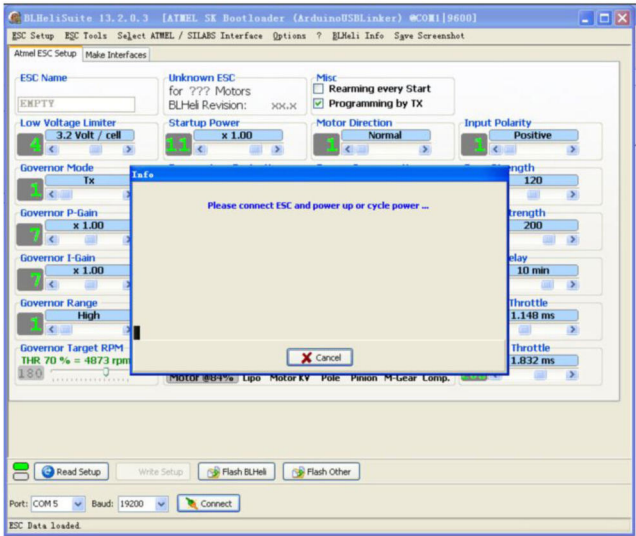 BLHeliSuite 13.2.0.3 [ATMEL SK Bootloader (ArduinoUSBLinker) @COM1|9600]
ESC Setup ESC Tools Select ATMEL / SILABS Interface Options ? BLHeli Info Save Screenshot
Atmel ESC Setup Make Interfaces
ESC Name
EMPTY
Unknown ESC
for ??? Motors
BLHeli Revision: xx.x
Misc
Rearming every Start
Programming by TX
Low Voltage Limiter
3.2 Volt / cell
4
Startup Power
x 1.00
11
Motor Direction
Normal
1
Input Polarity
Positive
1
Governor Mode
Tx
1
120
Governor P-Gain
x 1.00
7
200
Governor I-Gain
x 1.00
7
10 min
Governor Range
High
1
Throttle
1.148 ms
Governor Target RPM
THR 70 % = 4873 rpm
180
Throttle
1.832 ms
Info
Please connect ESC and power up or cycle power ...
Cancel
Motor @84% Lipo Motor KV Pole Pinion M-Gear Comp.
Read Setup Write Setup Flash BLHeli Flash Other
Port: COM 5 Baud: 19200 Connect
ESC Data loaded.